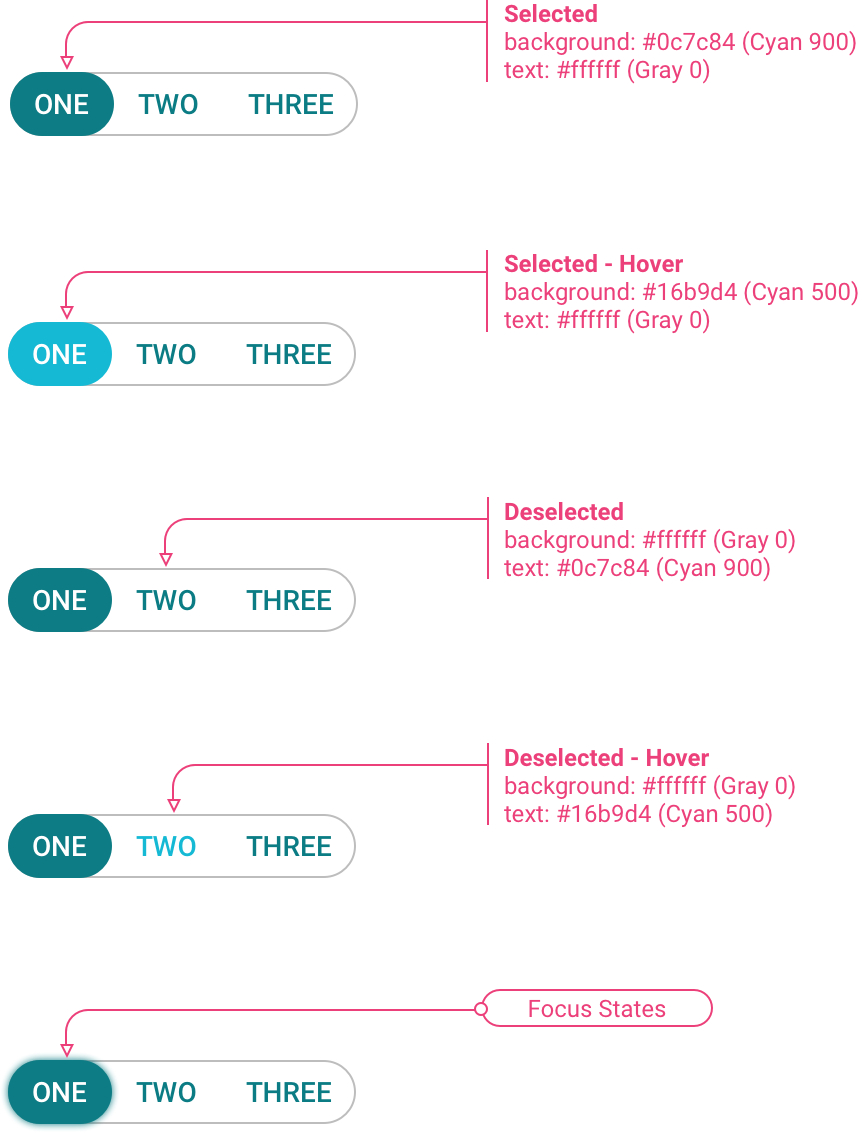 Selected
background: #0c7c84 (Cyan 900)
text: #ffffff (Gray 0)
ONE TWO THREE
Selected - Hover
background: #16b9d4 (Cyan 500)
text: #ffffff (Gray 0)
ONE TWO THREE
Deselected
background: #ffffff (Gray 0)
text: #0c7c84 (Cyan 900)
ONE TWO THREE
Deselected - Hover
background: #ffffff (Gray 0)
text: #16b9d4 (Cyan 500)
ONE TWO THREE
Focus States
ONE TWO THREE